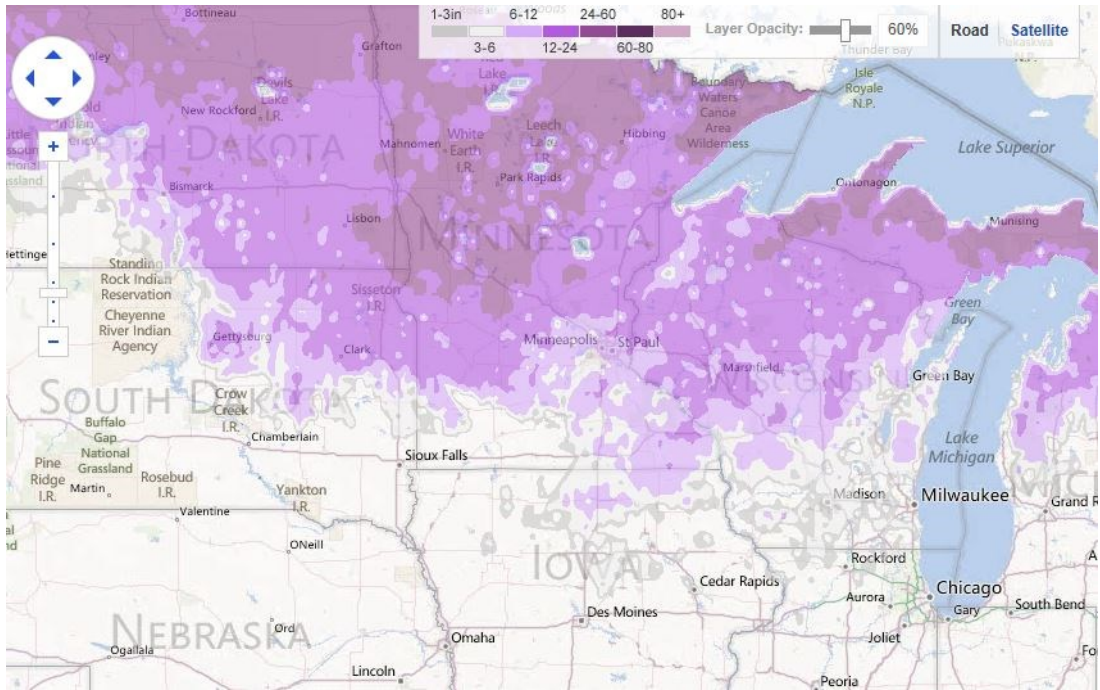 1-3in 6-12 24-60 80+
3-6 12-24 60-80
Layer Opacity: 60% Road Satellite
Bottineau
Grafton
Thunder Bay
Pukaskwa
N.P.
Isle
Royale
N.P.
Devils
Lake
I.R.
Red
Lake
I.R.
Boundary
Waters
Canoe
Area
Wilderness
New Rockford
Mahnomen
White
Earth
I.R.
Leech
Lake
I.R.
Hibbing
Lake Superior
Park Rapids
Bismarck
Lisbon
MINNESOTA
Ontonagon
Munising
Standing
Rock Indian
Reservation
Cheyenne
River Indian
Agency
Sisseton
I.R.
Gettysburg
Clark
Minneapolis
St Paul
Marshfield
WISCONSIN
Green
Bay
Green Bay
SOUTH DAKOTA
Crow
Creek
I.R.
Buffalo
Gap
National
Grassland
Chamberlain
Sioux Falls
Lake
Michigan
Pine
Ridge
I.R.
Martin
Rosebud
I.R.
Yankton
I.R.
Valentine
Madison
Milwaukee
Grand R
ONeill
IOWA
Rockford
Cedar Rapids
Chicago
Aurora
Gary
South Bend
Des Moines
Joliet
NEBRASKA
Ord
Ogallala
Omaha
Lincoln
Peoria